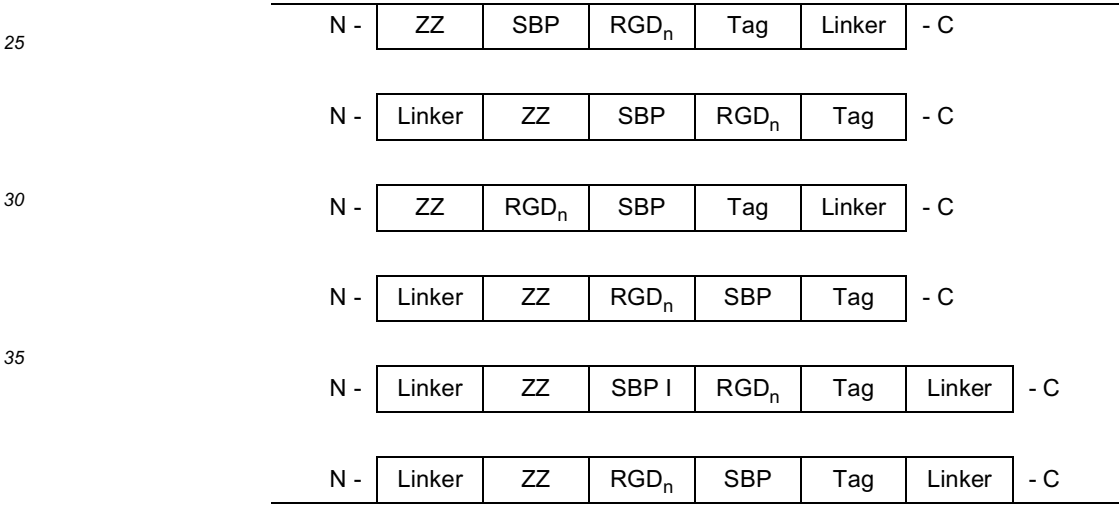 N - ZZ SBP RGDn Tag Linker - C
25
N - Linker ZZ SBP RGDn Tag - C
30 N - ZZ RGDn SBP Tag Linker - C
N - Linker ZZ RGDn SBP Tag - C
35
N - Linker ZZ SBP I RGDn Tag Linker - C
N - Linker ZZ RGDn SBP Tag Linker - C